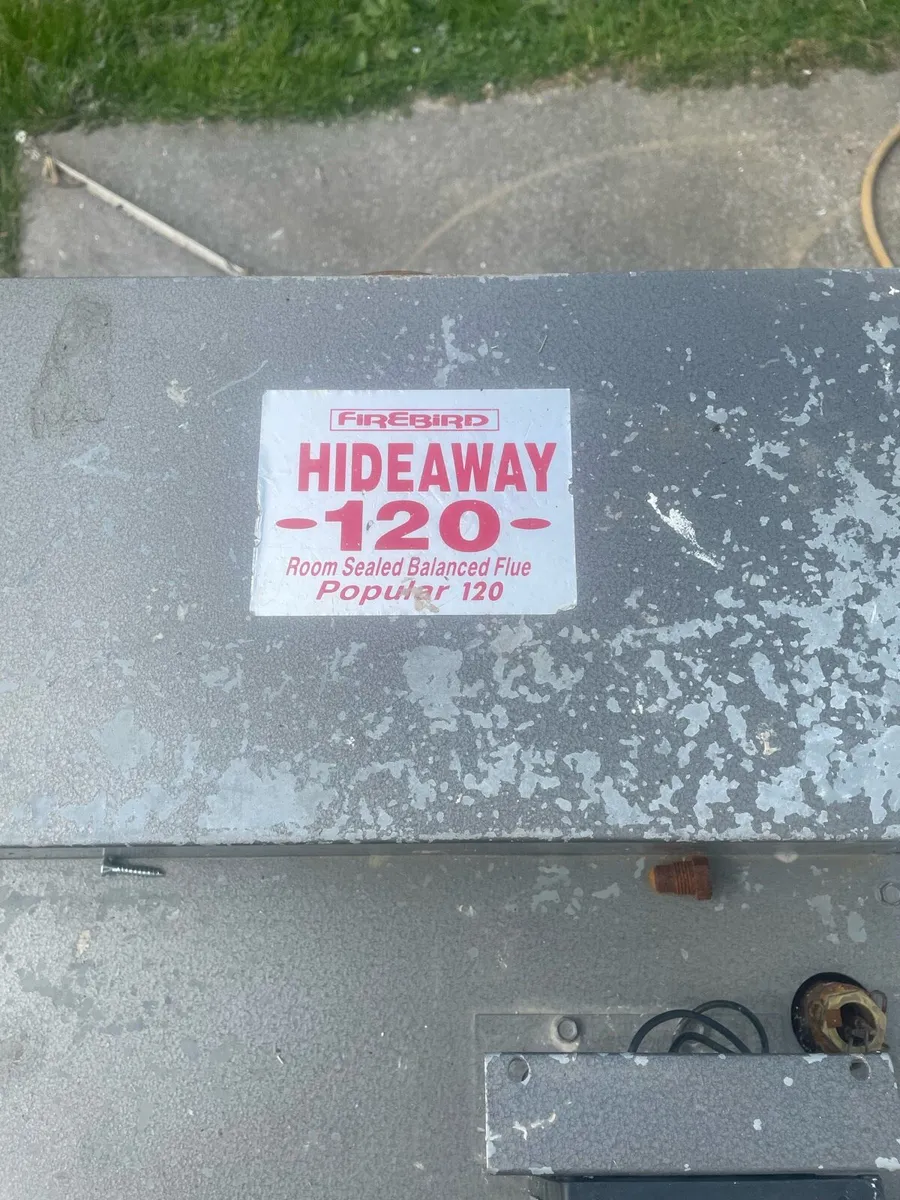 FIREBIRD
HIDEAWAY
-120-
Room Sealed Balanced Flue
Popular 120